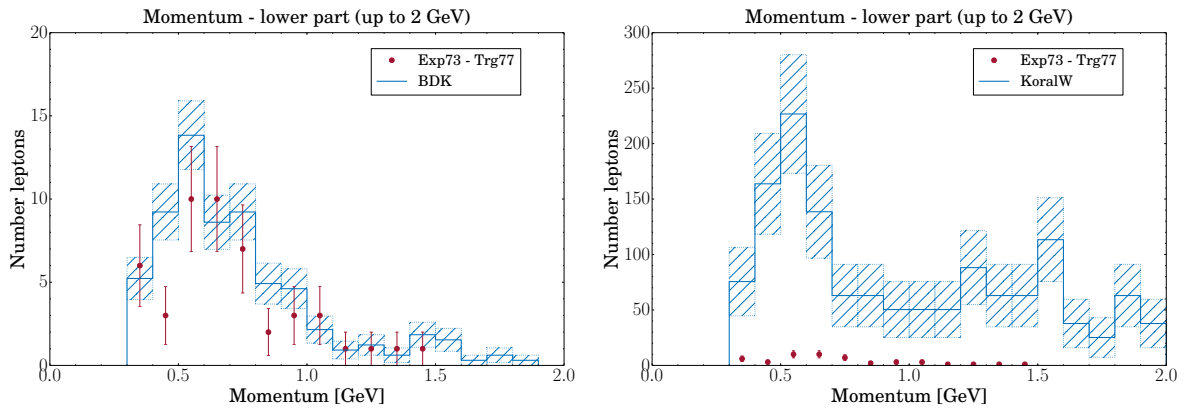 Momentum - lower part (up to 2 GeV)
20
15
10
5
0
Number leptons
Exp73 - Trg77
BDK
0.0 0.5 1.0 1.5 2.0
Momentum [GeV]
Momentum - lower part (up to 2 GeV)
300
250
200
150
100
50
0
Number leptons
Exp73 - Trg77
KoralW
0.0 0.5 1.0 1.5 2.0
Momentum [GeV]